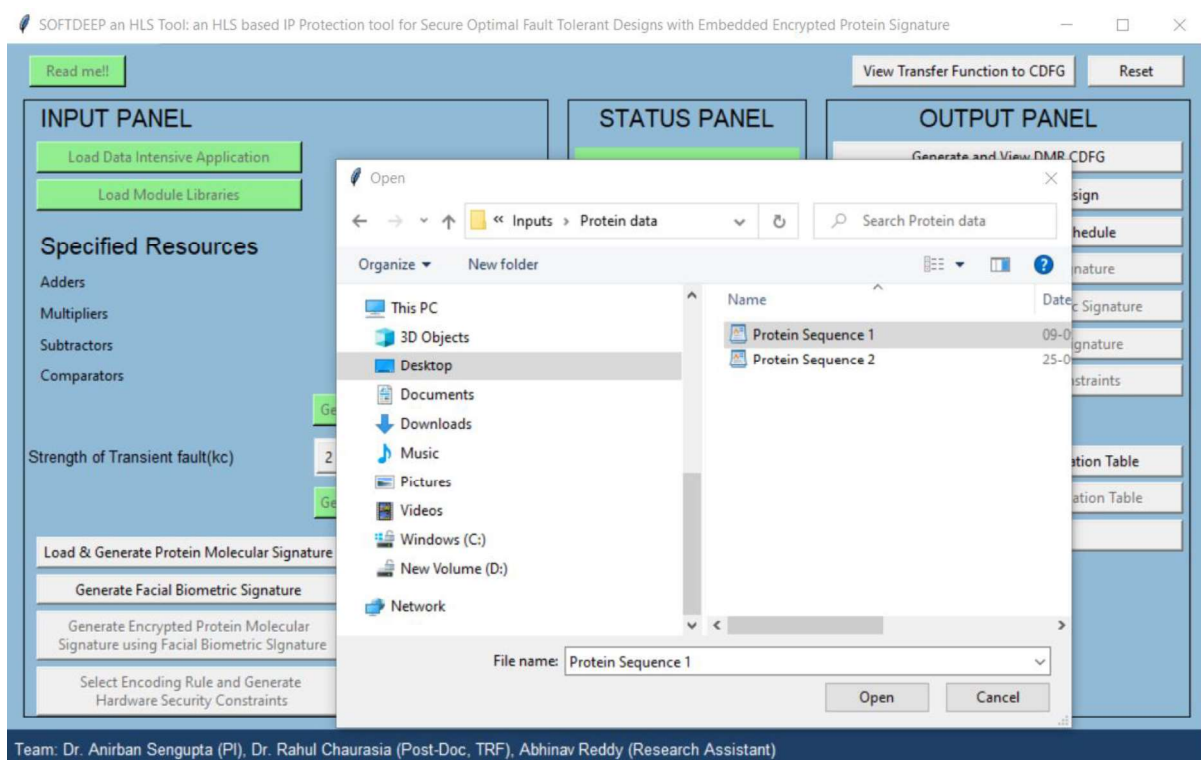 SOFTDEEP an HLS Tool: an HLS based IP Protection tool for Secure Optimal Fault Tolerant Designs with Embedded Encrypted Protein Signature
Read me!!
View Transfer Function to CDFG
Reset
INPUT PANEL
Load Data Intensive Application
Load Module Libraries
Specified Resources
Adders
Multipliers
Subtractors
Comparators
Strength of Transient fault(kc)
2
Load & Generate Protein Molecular Signature
Generate Facial Biometric Signature
Generate Encrypted Protein Molecular
Signature using Facial Biometric SIgnature
Select Encoding Rule and Generate
Hardware Security Constraints
STATUS PANEL
OUTPUT PANEL
Generate and View DMR CDFG
Signature
ation Table
ation Table
Open
« Inputs > Protein data
Search Protein data
Organize
New folder
This PC
3D Objects
Desktop
Documents
Downloads
Music
Pictures
Videos
Windows (C:)
New Volume (D:)
Network
Name
Date
Protein Sequence 1
09-0
Protein Sequence 2
25-0
File name:
Protein Sequence 1
Open
Cancel
Team: Dr. Anirban Sengupta (PI), Dr. Rahul Chaurasia (Post-Doc, TRF), Abhinav Reddy (Research Assistant)